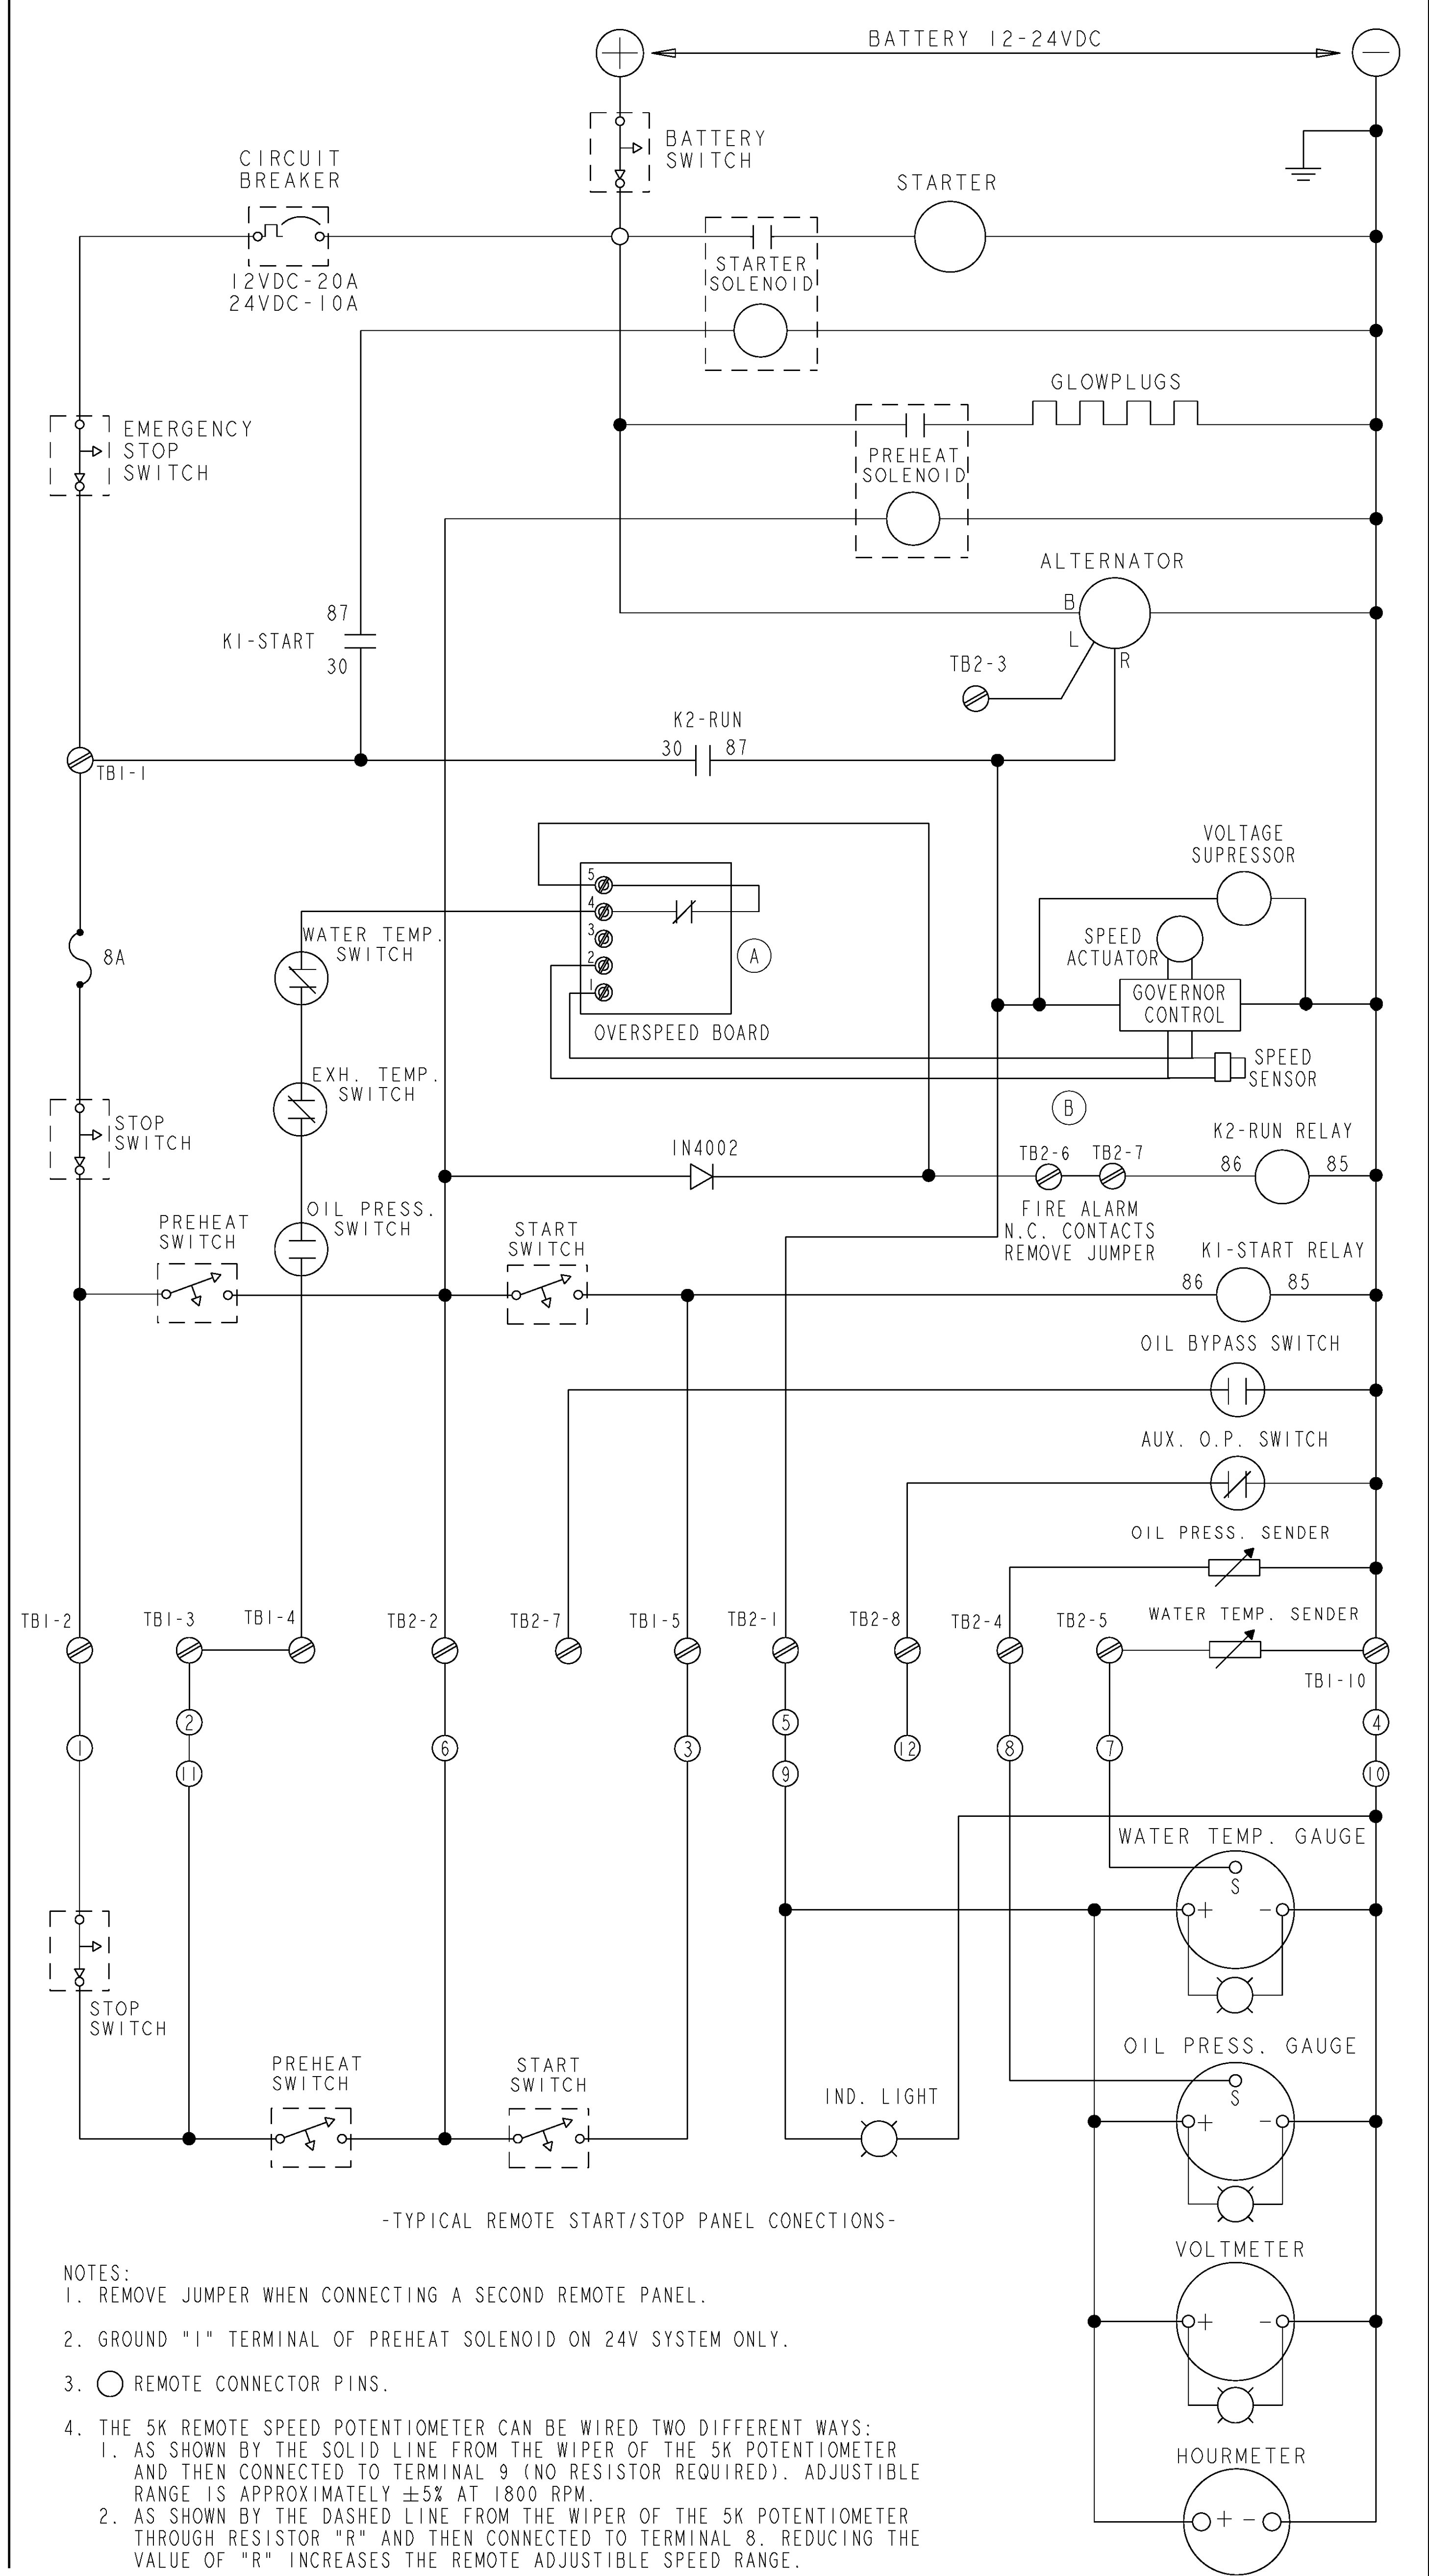 BATTERY 12-24VDC
BATTERY
SWITCH
CIRCUIT
BREAKER
12VDC-20A
24VDC-10A
STARTER
STARTER
SOLENOID
GLOWPLUGS
EMERGENCY
STOP
SWITCH
PREHEAT
SOLENOID
ALTERNATOR
B
L
R
87
K1-START
30
TB2-3
K2-RUN
30 87
TB1-1
VOLTAGE
SUPRESSOR
5
4
3
2
1
A
OVERSPEED BOARD
WATER TEMP.
SWITCH
8A
SPEED
ACTUATOR
GOVERNOR
CONTROL
SPEED
SENSOR
EXH. TEMP.
SWITCH
B
STOP
SWITCH
IN4002
TB2-6 TB2-7
K2-RUN RELAY
86 85
FIRE ALARM
N.C. CONTACTS
REMOVE JUMPER
OIL PRESS.
SWITCH
PREHEAT
SWITCH
START
SWITCH
K1-START RELAY
86 85
OIL BYPASS SWITCH
AUX. O.P. SWITCH
OIL PRESS. SENDER
WATER TEMP. SENDER
TB1-2 TB1-3 TB1-4 TB2-2 TB2-7 TB1-5 TB2-1 TB2-8 TB2-4 TB2-5
TB1-10
2 5 4
1 6 3 12 8 7
11 9 10
WATER TEMP. GAUGE
S
+ -
STOP
SWITCH
OIL PRESS. GAUGE
S
+ -
PREHEAT
SWITCH
START
SWITCH
IND. LIGHT
-TYPICAL REMOTE START/STOP PANEL CONECTIONS-
VOLTMETER
+ -
HOURMETER
+ -
NOTES:
1. REMOVE JUMPER WHEN CONNECTING A SECOND REMOTE PANEL.
2. GROUND "I" TERMINAL OF PREHEAT SOLENOID ON 24V SYSTEM ONLY.
3. REMOTE CONNECTOR PINS.
4. THE 5K REMOTE SPEED POTENTIOMETER CAN BE WIRED TWO DIFFERENT WAYS:
1. AS SHOWN BY THE SOLID LINE FROM THE WIPER OF THE 5K POTENTIOMETER
AND THEN CONNECTED TO TERMINAL 9 (NO RESISTOR REQUIRED). ADJUSTIBLE
RANGE IS APPROXIMATELY ±5% AT 1800 RPM.
2. AS SHOWN BY THE DASHED LINE FROM THE WIPER OF THE 5K POTENTIOMETER
THROUGH RESISTOR "R" AND THEN CONNECTED TO TERMINAL 8. REDUCING THE
VALUE OF "R" INCREASES THE REMOTE ADJUSTIBLE SPEED RANGE.